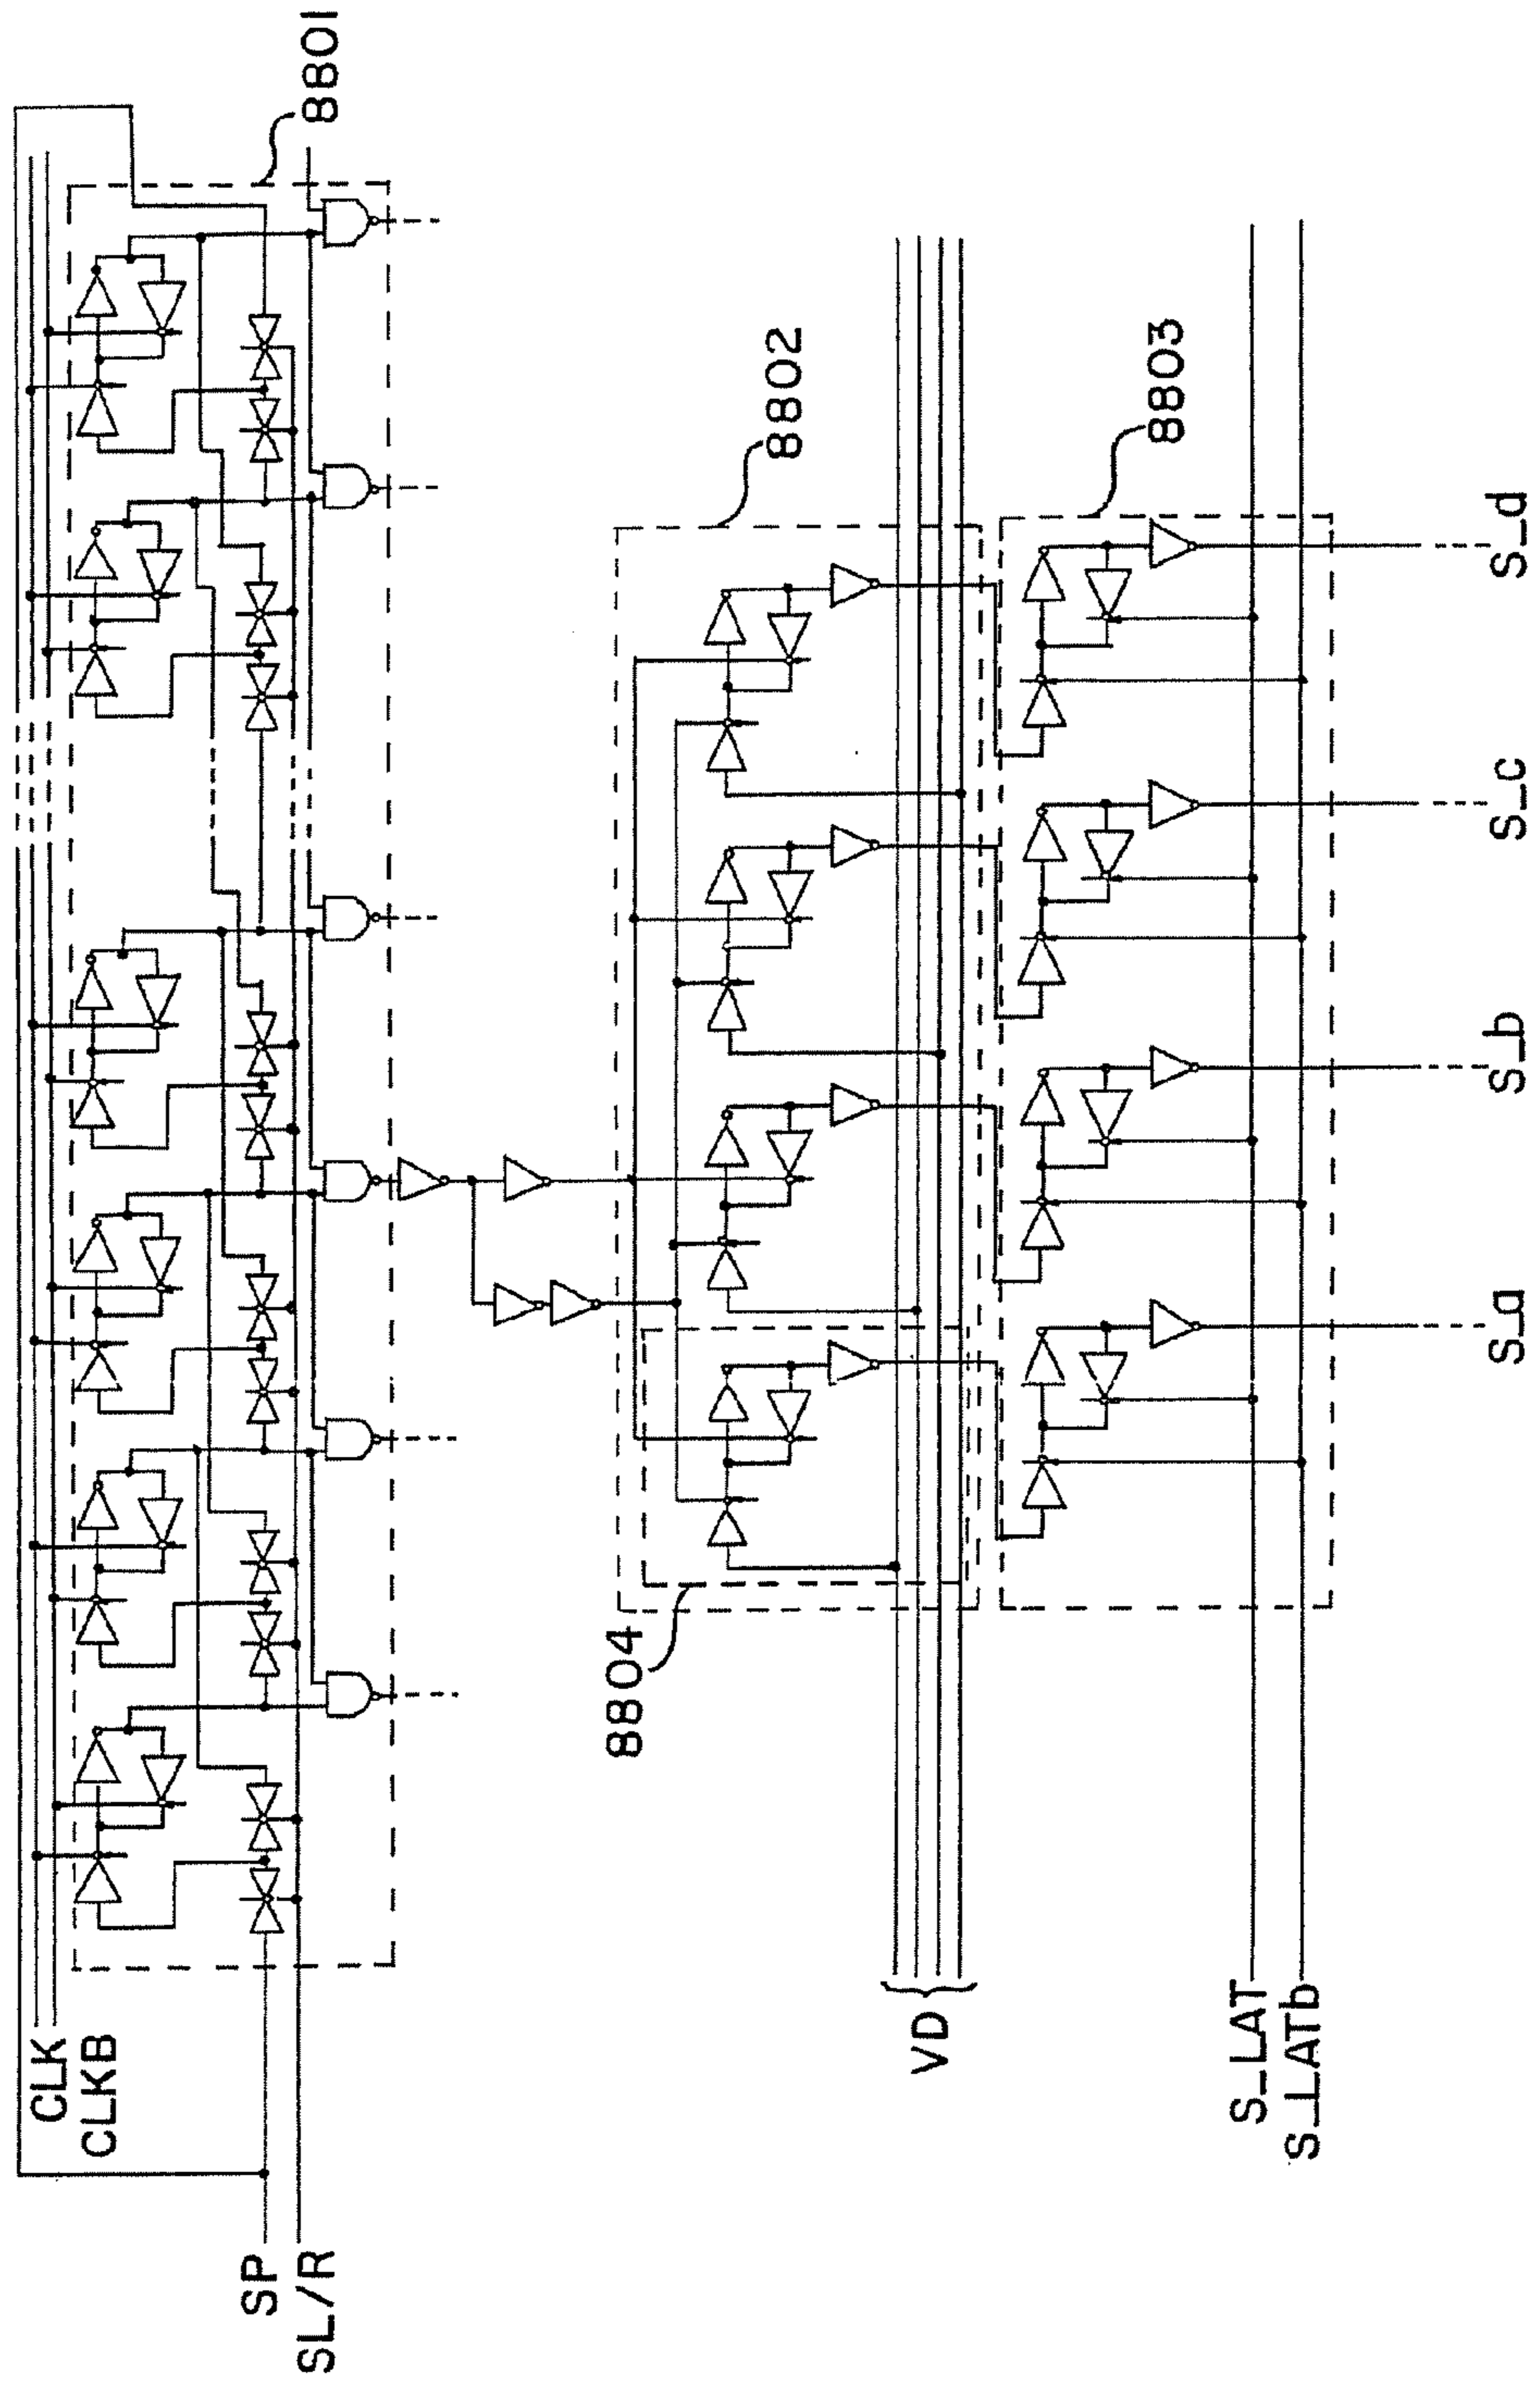 CLK
CLKB
SP
SL/R
8801
8802
8804
VD
8803
S_LAT
S_LATb
S_a
S_b
S_c
S_d